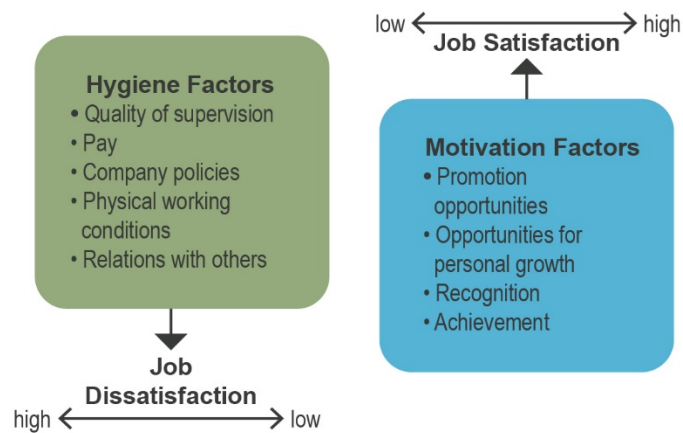 Hygiene Factors
• Quality of supervision
• Pay
• Company policies
• Physical working
conditions
• Relations with others
Job
Dissatisfaction
high
low
low
high
Job Satisfaction
Motivation Factors
• Promotion
opportunities
• Opportunities for
personal growth
• Recognition
• Achievement